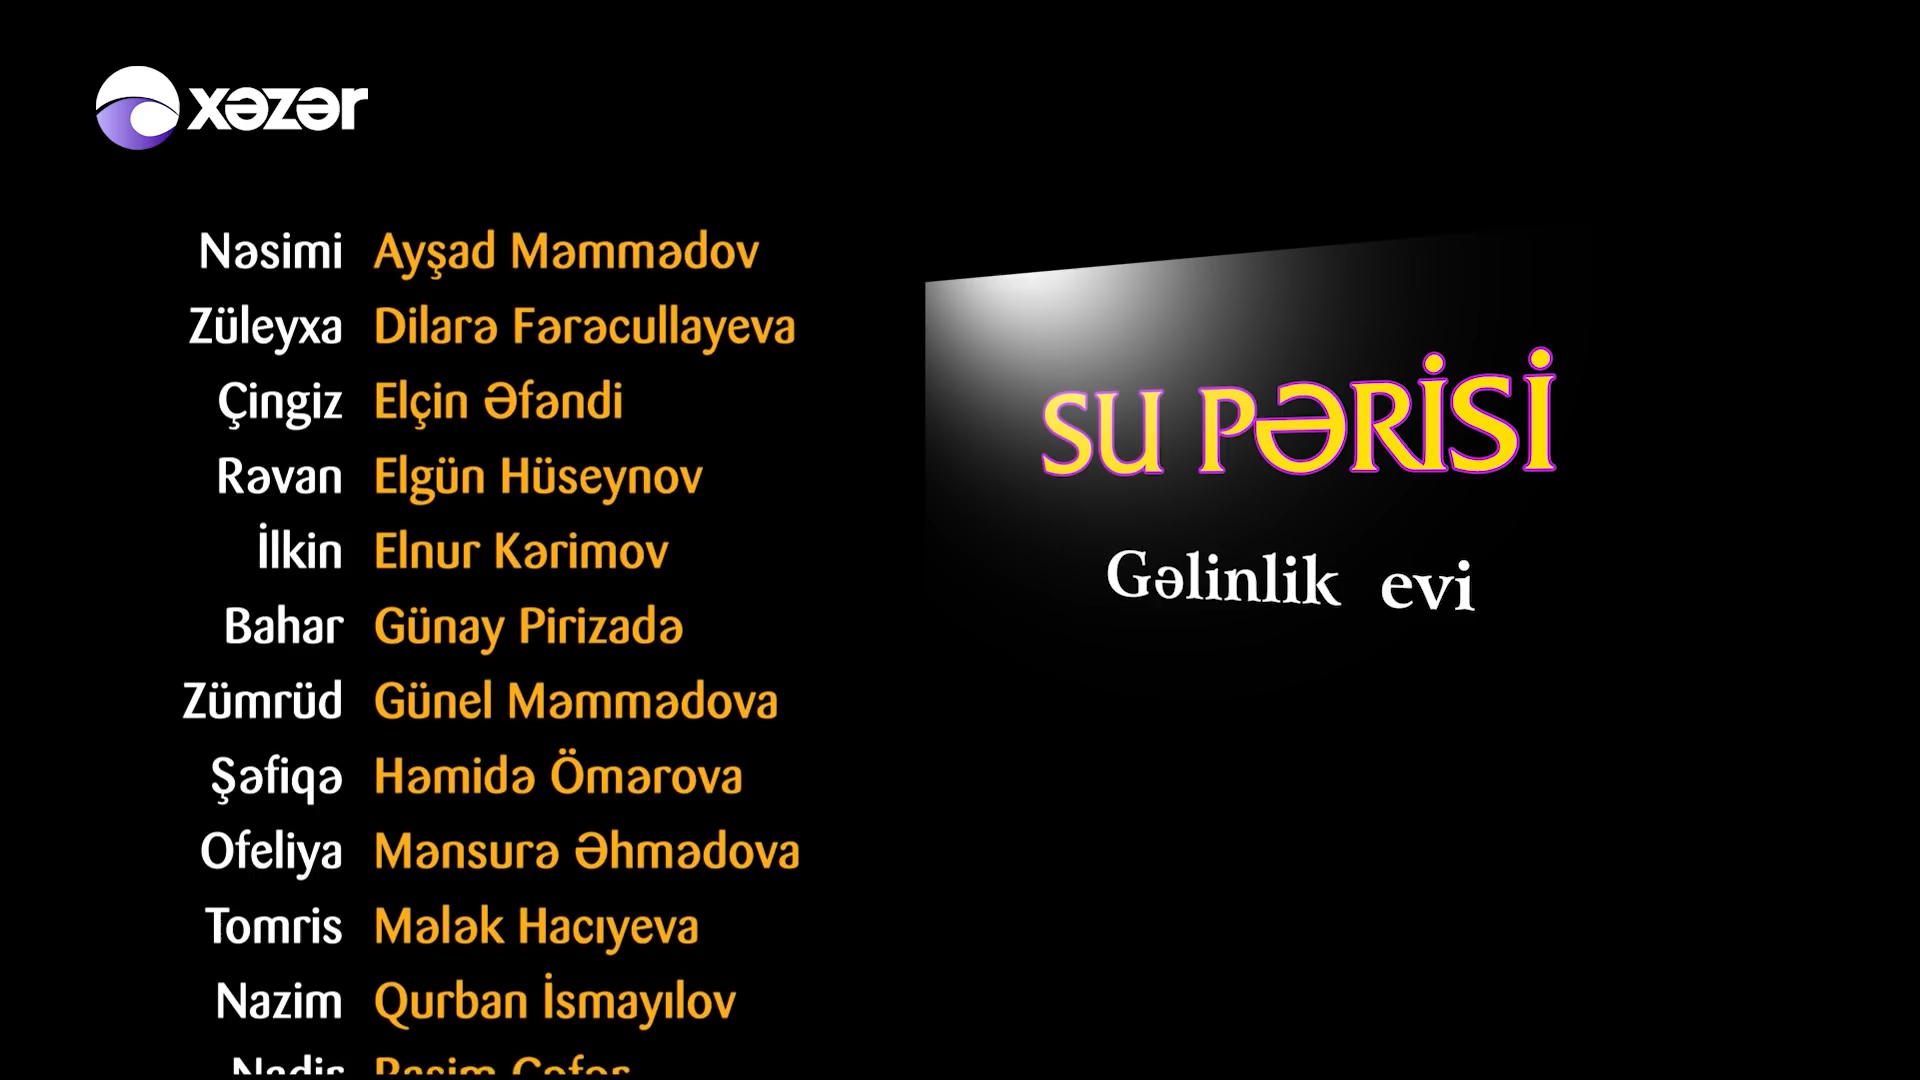 xəzər
Nəsimi Ayşad Məmmədov
Züleyxa Dilarə Fərəcullayeva
Çingiz Elçin Əfəndi
Rəvan Elgün Hüseynov
İlkin Elnur Kərimov
Bahar Günay Pirizadə
Zümrüd Günel Məmmədova
Şəfiqə Həmidə Ömərova
Ofeliya Mənsurə Əhmədova
Tomris Mələk Hacıyeva
Nazim Qurban İsmayılov
SU PƏRİSİ
Gəlinlik evi